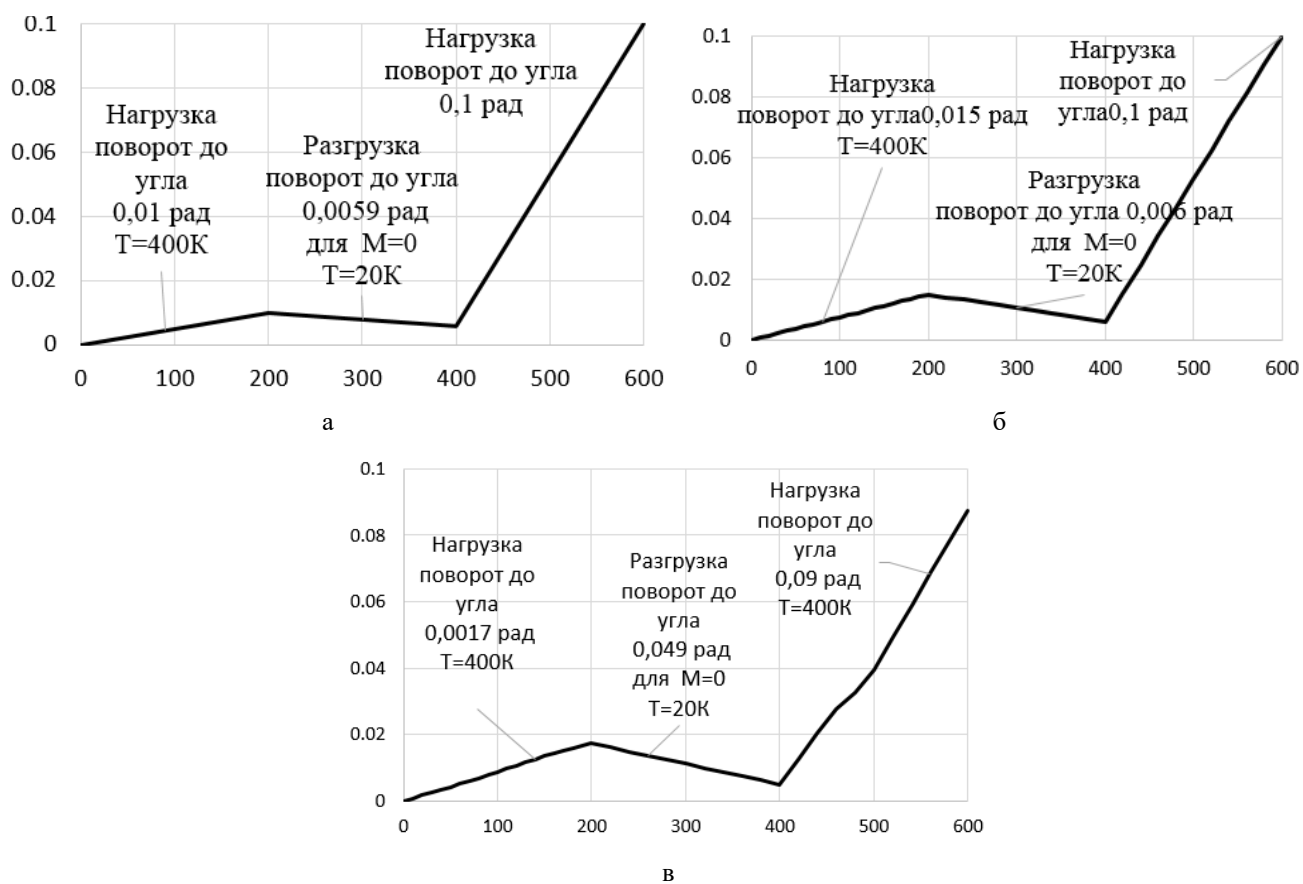 0.1
0.08
0.06
0.04
0.02
0
Нагрузка
поворот до
угла
0,01 рад
Т=400К
Разгрузка
поворот до угла
0,0059 рад
для М=0
Т=20К
Нагрузка
поворот до угла
0,1 рад
0 100 200 300 400 500 600
а
0.1
0.08
0.06
0.04
0.02
0
Нагрузка
поворот до угла0,015 рад
Т=400К
Нагрузка
поворот до
угла0,1 рад
Разгрузка
поворот до угла 0,006 рад
для М=0
Т=20К
0 100 200 300 400 500 600
б
0.1
0.08
0.06
0.04
0.02
0
Нагрузка
поворот до
угла
0,0017 рад
Т=400К
Разгрузка
поворот до
угла
0,049 рад
для М=0
Т=20К
Нагрузка
поворот до
угла
0,09 рад
Т=400К
0 100 200 300 400 500 600
в